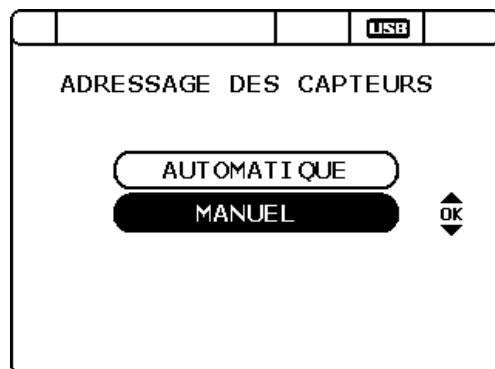 USB
ADRESSAGE DES CAPTEURS
AUTOMATIQUE
MANUEL
OK